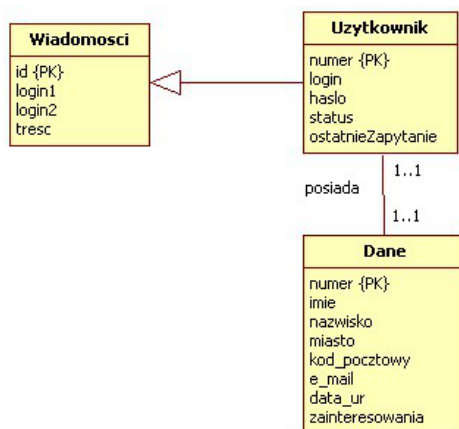 Wiadomosci
id {PK}
login1
login2
tresc
Uzytkownik
numer {PK}
login
haslo
status
ostatnieZapytanie
1..1
posiada
1..1
Dane
numer {PK}
imie
nazwisko
miasto
kod_pocztowy
e_mail
data_ur
zainteresowania